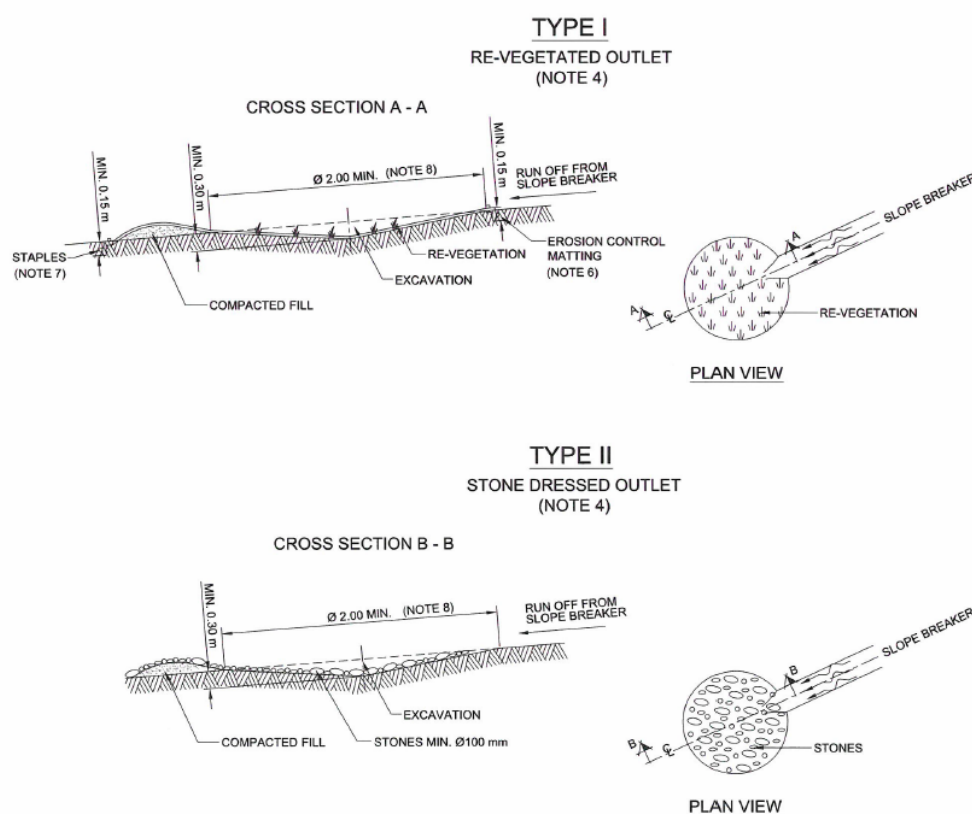 TYPE I
RE-VEGETATED OUTLET
(NOTE 4)
CROSS SECTION A - A
MIN. 0.15 m
MIN. 0.30 m
Ø 2.00 MIN. (NOTE 8)
MIN. 0.15 m
RUN OFF FROM
SLOPE BREAKER
STAPLES
(NOTE 7)
COMPACTED FILL
RE-VEGETATION
EXCAVATION
EROSION CONTROL
MATTING
(NOTE 6)
SLOPE BREAKER
A
A
℄
RE-VEGETATION
PLAN VIEW
TYPE II
STONE DRESSED OUTLET
(NOTE 4)
CROSS SECTION B - B
MIN. 0.30 m
Ø 2.00 MIN. (NOTE 8)
RUN OFF FROM
SLOPE BREAKER
COMPACTED FILL
EXCAVATION
STONES MIN. Ø100 mm
SLOPE BREAKER
B
B
℄
STONES
PLAN VIEW